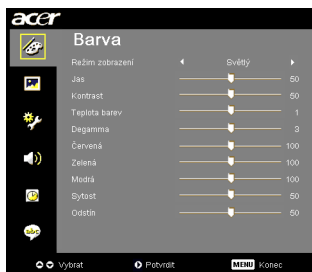 acer
Barva
Režim zobrazení Světlý
Jas 50
Kontrast 50
Teplota barev 1
Degamma 3
Červená 100
Zelená 100
Modrá 100
Sytost 50
Odstín 50
abc
Vybrat Potvrdit MENU Konec